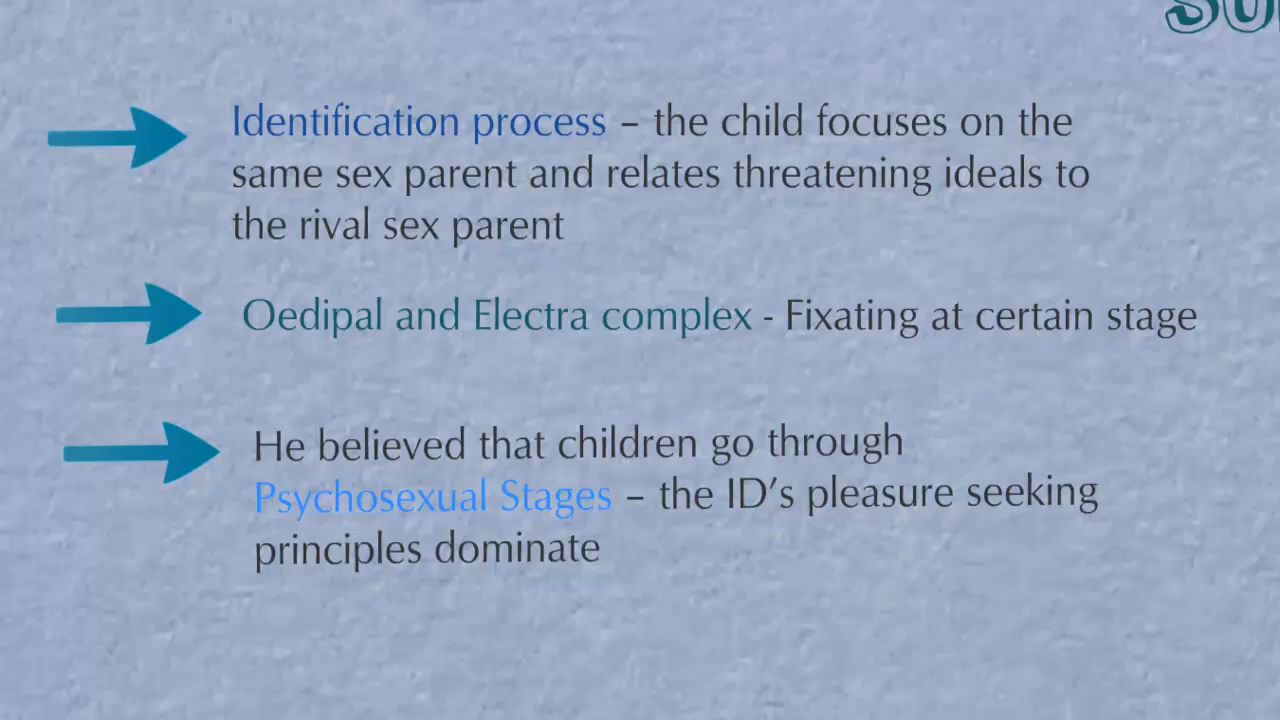 Identification process – the child focuses on the
same sex parent and relates threatening ideals to
the rival sex parent
Oedipal and Electra complex - Fixating at certain stage
He believed that children go through
Psychosexual Stages – the ID’s pleasure seeking
principles dominate